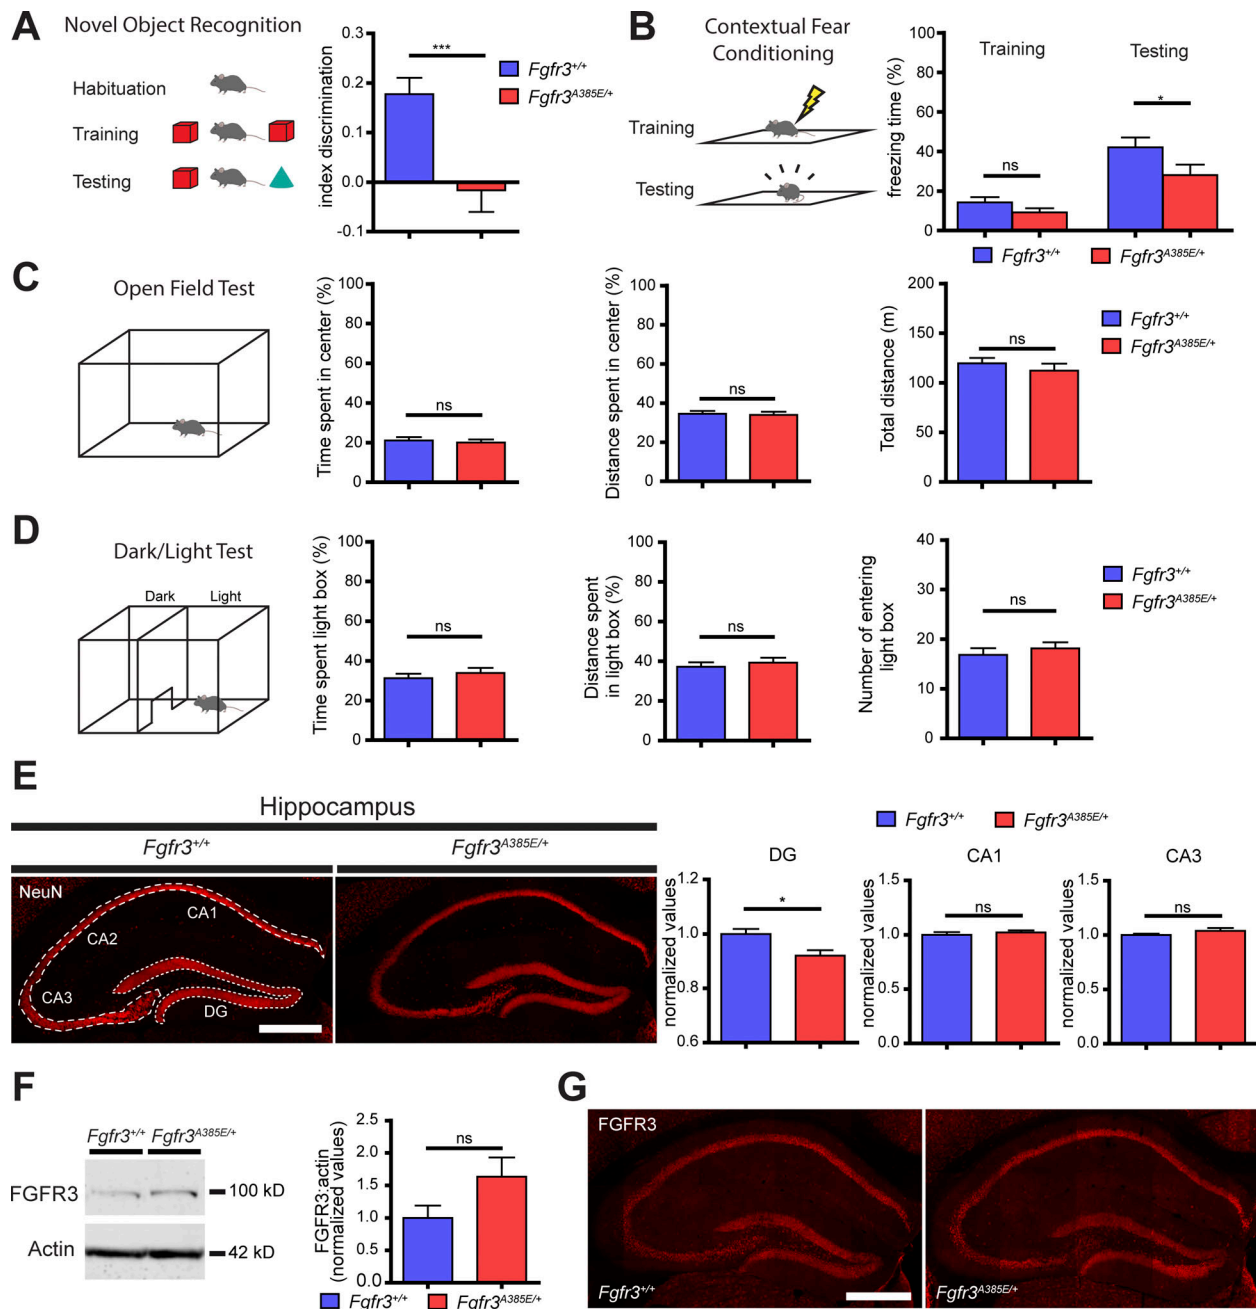 A
Novel Object Recognition
Habituation
Training
Testing
index discrimination
0.3
0.2
0.1
0.0
-0.1
***
Fgfr3+/+
Fgfr3A385E/+
B
Contextual Fear
Conditioning
Training
Testing
freezing time (%)
100
80
60
40
20
0
Training
Testing
ns
*
Fgfr3+/+
Fgfr3A385E/+
C
Open Field Test
Time spent in center (%)
100
80
60
40
20
0
ns
Distance spent in center (%)
100
80
60
40
20
0
ns
Total distance (m)
200
150
100
50
0
ns
Fgfr3+/+
Fgfr3A385E/+
D
Dark/Light Test
Dark
Light
Time spent light box (%)
100
80
60
40
20
0
ns
Distance spent
in light box (%)
100
80
60
40
20
0
ns
Number of entering
light box
40
30
20
10
0
ns
Fgfr3+/+
Fgfr3A385E/+
E
Hippocampus
Fgfr3+/+
Fgfr3A385E/+
NeuN
CA1
CA2
CA3
DG
Fgfr3+/+
Fgfr3A385E/+
DG
normalized values
1.2
1.0
0.8
0.6
*
CA1
normalized values
1.5
1.0
0.5
0.0
ns
CA3
normalized values
1.5
1.0
0.5
0.0
ns
F
Fgfr3+/+
Fgfr3A385E/+
FGFR3
100 kD
Actin
42 kD
FGFR3:actin
(normalized values)
2.5
2.0
1.5
1.0
0.5
0.0
ns
Fgfr3+/+
Fgfr3A385E/+
G
FGFR3
Fgfr3+/+
Fgfr3A385E/+